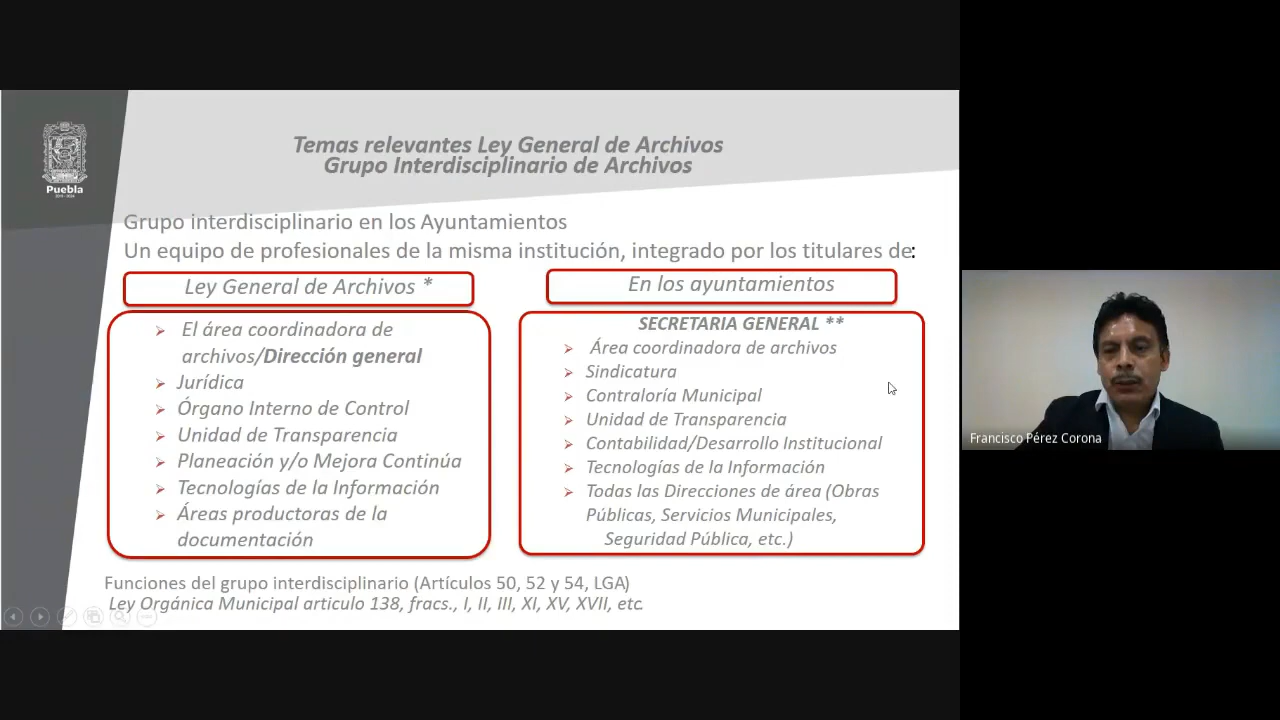 Puebla
Temas relevantes Ley General de Archivos
Grupo Interdisciplinario de Archivos
Grupo interdisciplinario en los Ayuntamientos
Un equipo de profesionales de la misma institución, integrado por los titulares de:
Ley General de Archivos *
El área coordinadora de
archivos/Dirección general
Jurídica
Órgano Interno de Control
Unidad de Transparencia
Planeación y/o Mejora Continúa
Tecnologías de la Información
Áreas productoras de la
documentación
En los ayuntamientos
SECRETARIA GENERAL **
Área coordinadora de archivos
Sindicatura
Contraloría Municipal
Unidad de Transparencia
Contabilidad/Desarrollo Institucional
Tecnologías de la Información
Todas las Direcciones de área (Obras
Públicas, Servicios Municipales,
Seguridad Pública, etc.)
Funciones del grupo interdisciplinario (Artículos 50, 52 y 54, LGA)
Ley Orgánica Municipal articulo 138, fracs., I, II, III, XI, XV, XVII, etc.
Francisco Pérez Corona